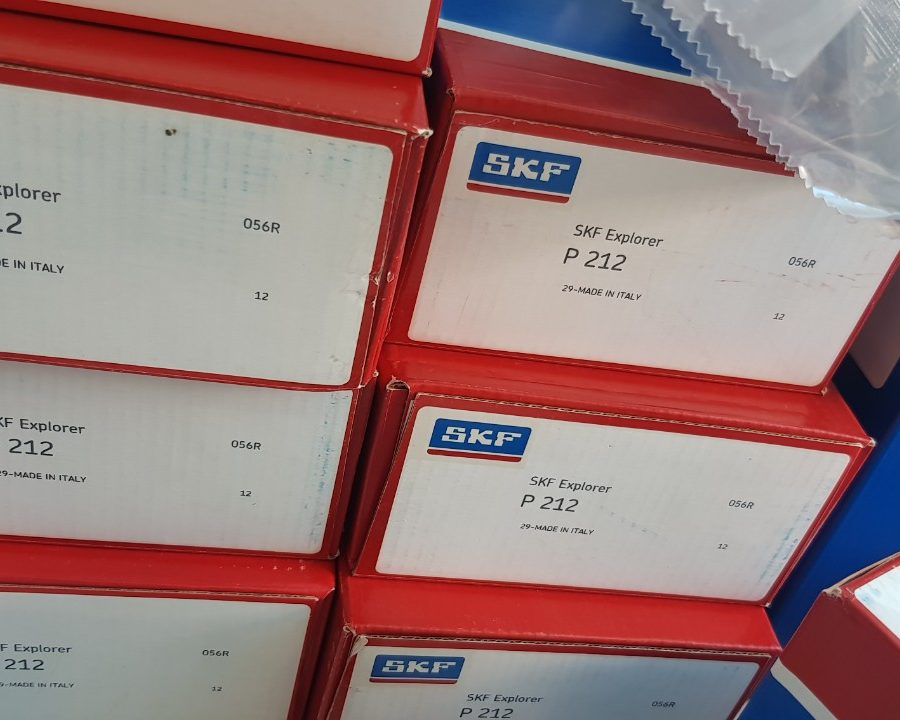 xplorer
12
E IN ITALY
056R
12
KF Explorer
212
29-MADE IN ITALY
056R
12
F Explorer
212
-MADE IN ITALY
056R
12
SKF
SKF Explorer
P 212
29-MADE IN ITALY
056R
12
SKF
SKF Explorer
P 212
29-MADE IN ITALY
056R
12
SKF
SKF Explorer
P 212
056R